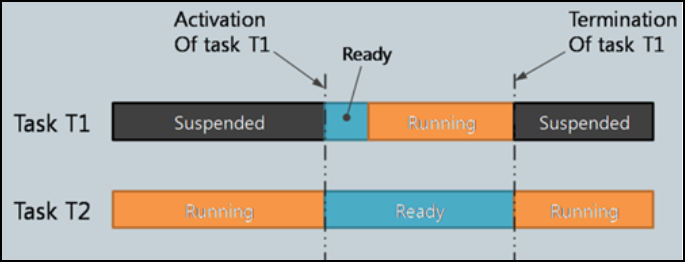 Activation
Of task T1
Ready
Termination
Of task T1
Task T1
Suspended
Running
Suspended
Task T2
Running
Ready
Running